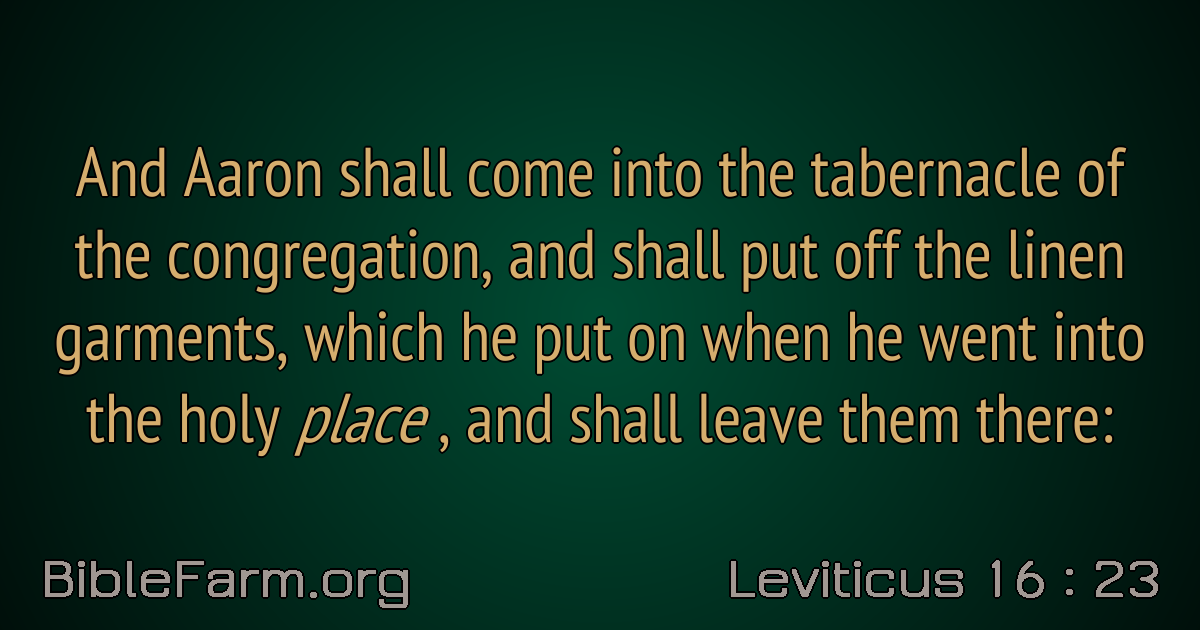 And Aaron shall come into the tabernacle of
the congregation, and shall put off the linen
garments, which he put on when he went into
the holy place , and shall leave them there:
BibleFarm.org
Leviticus 16 : 23